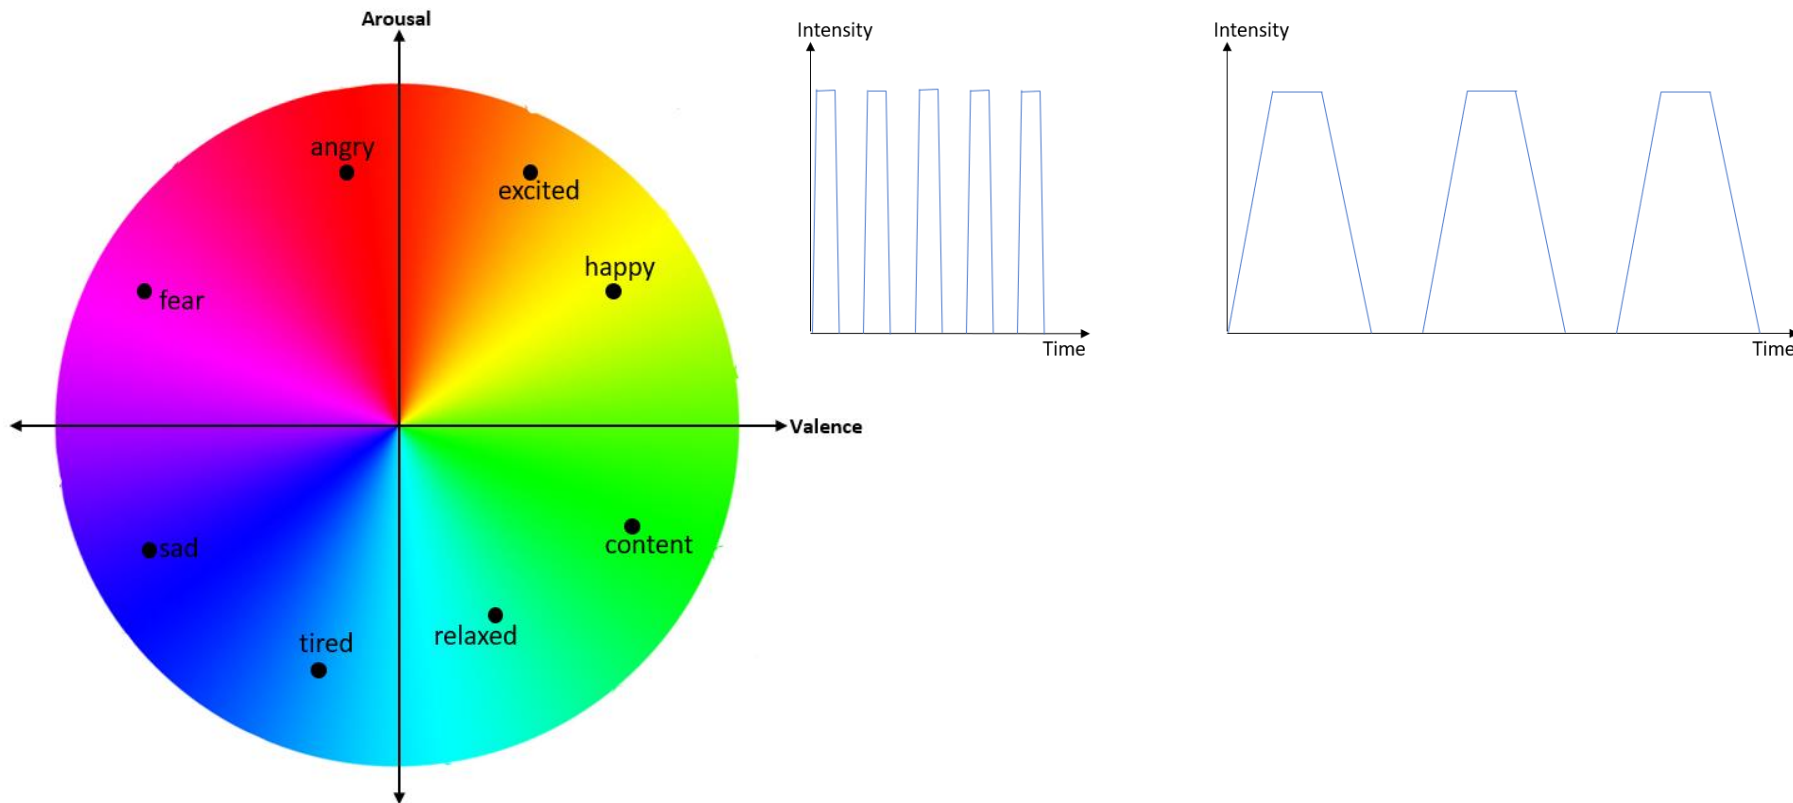 Arousal
angry
excited
happy
fear
Valence
sad
content
tired
relaxed
Intensity
Time
Intensity
Time